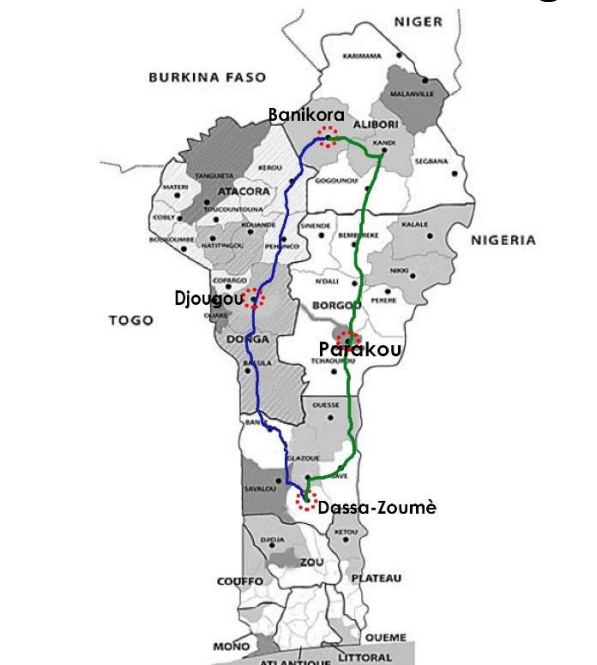 NIGER
KARIMAMA
BURKINA FASO
MALANVILLE
Banikora
ALIBORI
KANDI
SEGBANA
KEROU
TANGUIETA
GOGOUNOU
MATERI
ATACORA
TOUCOUNTOUNA
COBLY
KOUANDE
SINENDE
BEMBEREKE
KALALE
BOUKOUMBE
NATITINGOU
PEHUNCO
NIGERIA
NIKKI
COPARGO
N'DALI
Djougou
PERERE
BORGOU
OUAKE
TOGO
DONGA
Parakou
TCHAOUROU
BASSILA
OUESSE
BANTE
GLAZOUE
SAVE
SAVALOU
Dassa-Zoumè
DJIDJA
KETOU
ZOU
COUFFO
PLATEAU
MONO
OUEME
LITTORAL
ATLANTIQUE